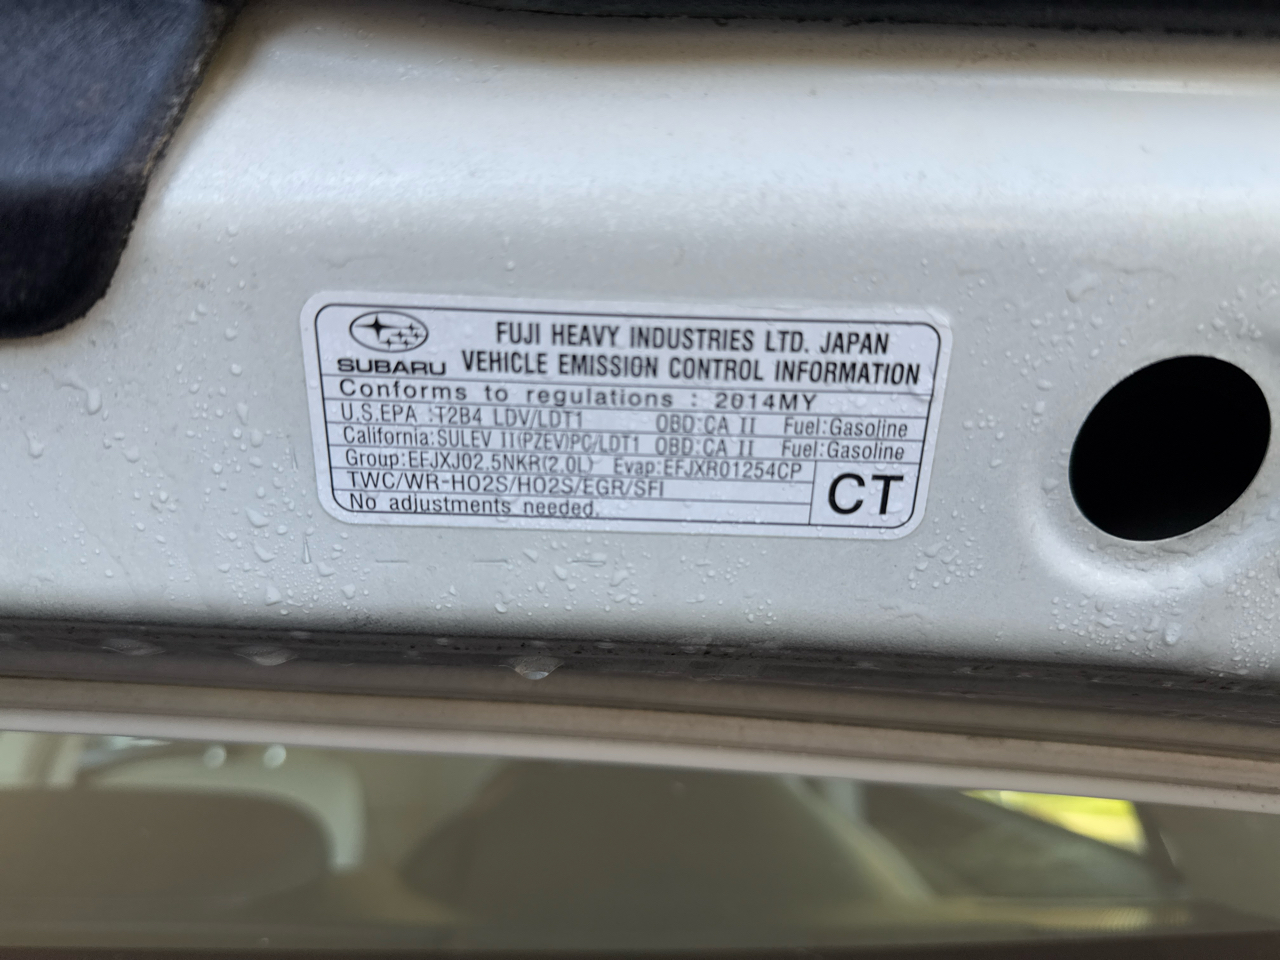 SUBARU
FUJI HEAVY INDUSTRIES LTD. JAPAN
VEHICLE EMISSION CONTROL INFORMATION
Conforms to regulations : 2014MY
U.S.EPA :T2B4 LDV/LDT1 OBD:CA II Fuel:Gasoline
California:SULEV II(PZEV)PC/LDT1 OBD:CA II Fuel:Gasoline
Group:EFJXJ02.5NKR(2.0L) Evap:EFJXR01254CP
TWC/WR-HO2S/HO2S/EGR/SFI
No adjustments needed.
CT